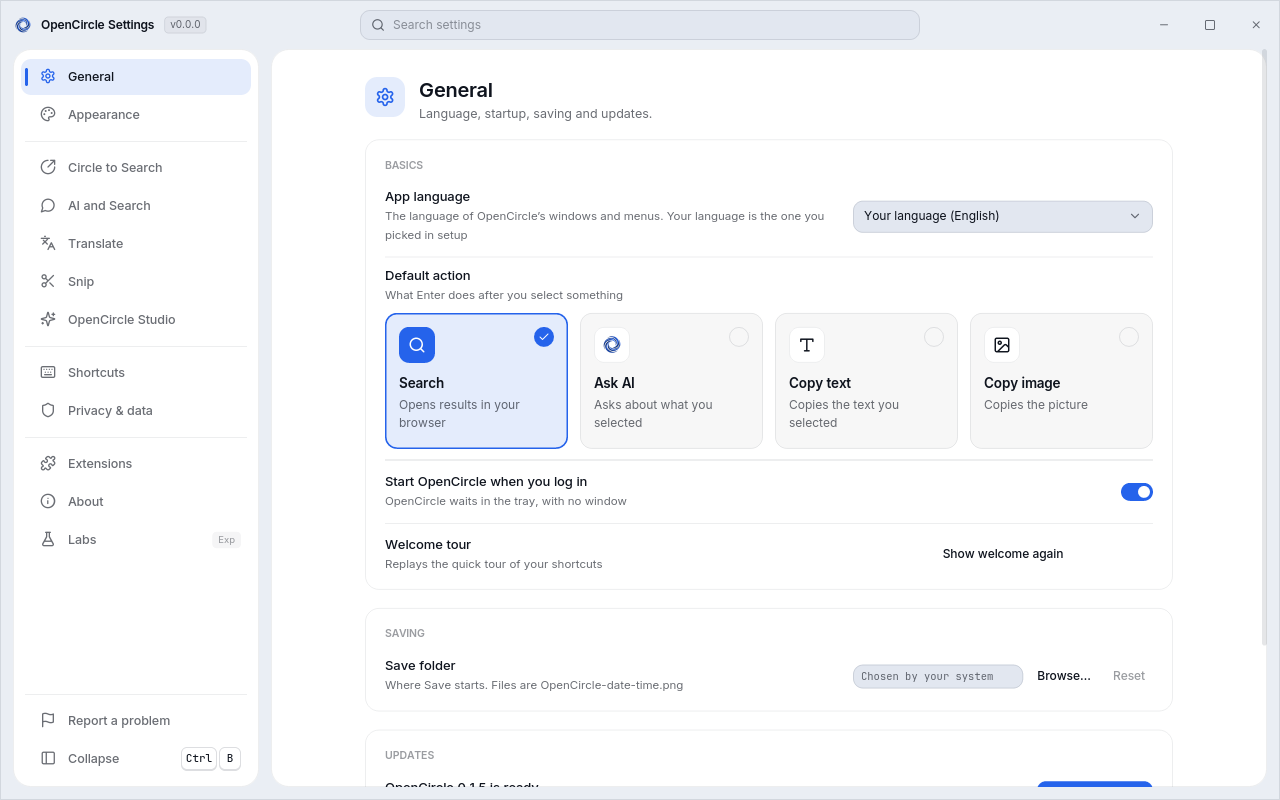 OpenCircle Settings v0.0.0
Search settings
General
Appearance
Circle to Search
AI and Search
Translate
Snip
OpenCircle Studio
Shortcuts
Privacy & data
Extensions
About
Labs Exp
Report a problem
Collapse Ctrl B
General
Language, startup, saving and updates.
BASICS
App language
The language of OpenCircle's windows and menus. Your language is the one you
picked in setup
Your language (English)
Default action
What Enter does after you select something
Search
Opens results in your
browser
Ask AI
Asks about what you
selected
Copy text
Copies the text you
selected
Copy image
Copies the picture
Start OpenCircle when you log in
OpenCircle waits in the tray, with no window
Welcome tour
Replays the quick tour of your shortcuts
Show welcome again
SAVING
Save folder
Where Save starts. Files are OpenCircle-date-time.png
Chosen by your system
Browse... Reset
UPDATES
OpenCircle 0.1.5 is ready